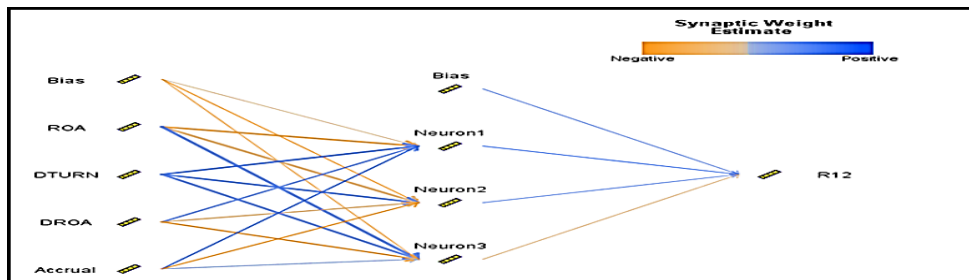 Synaptic Weight
Estimate
Negative
Positive
Bias
ROA
DTURN
DROA
Accrual
Bias
Neuron1
Neuron2
Neuron3
R12